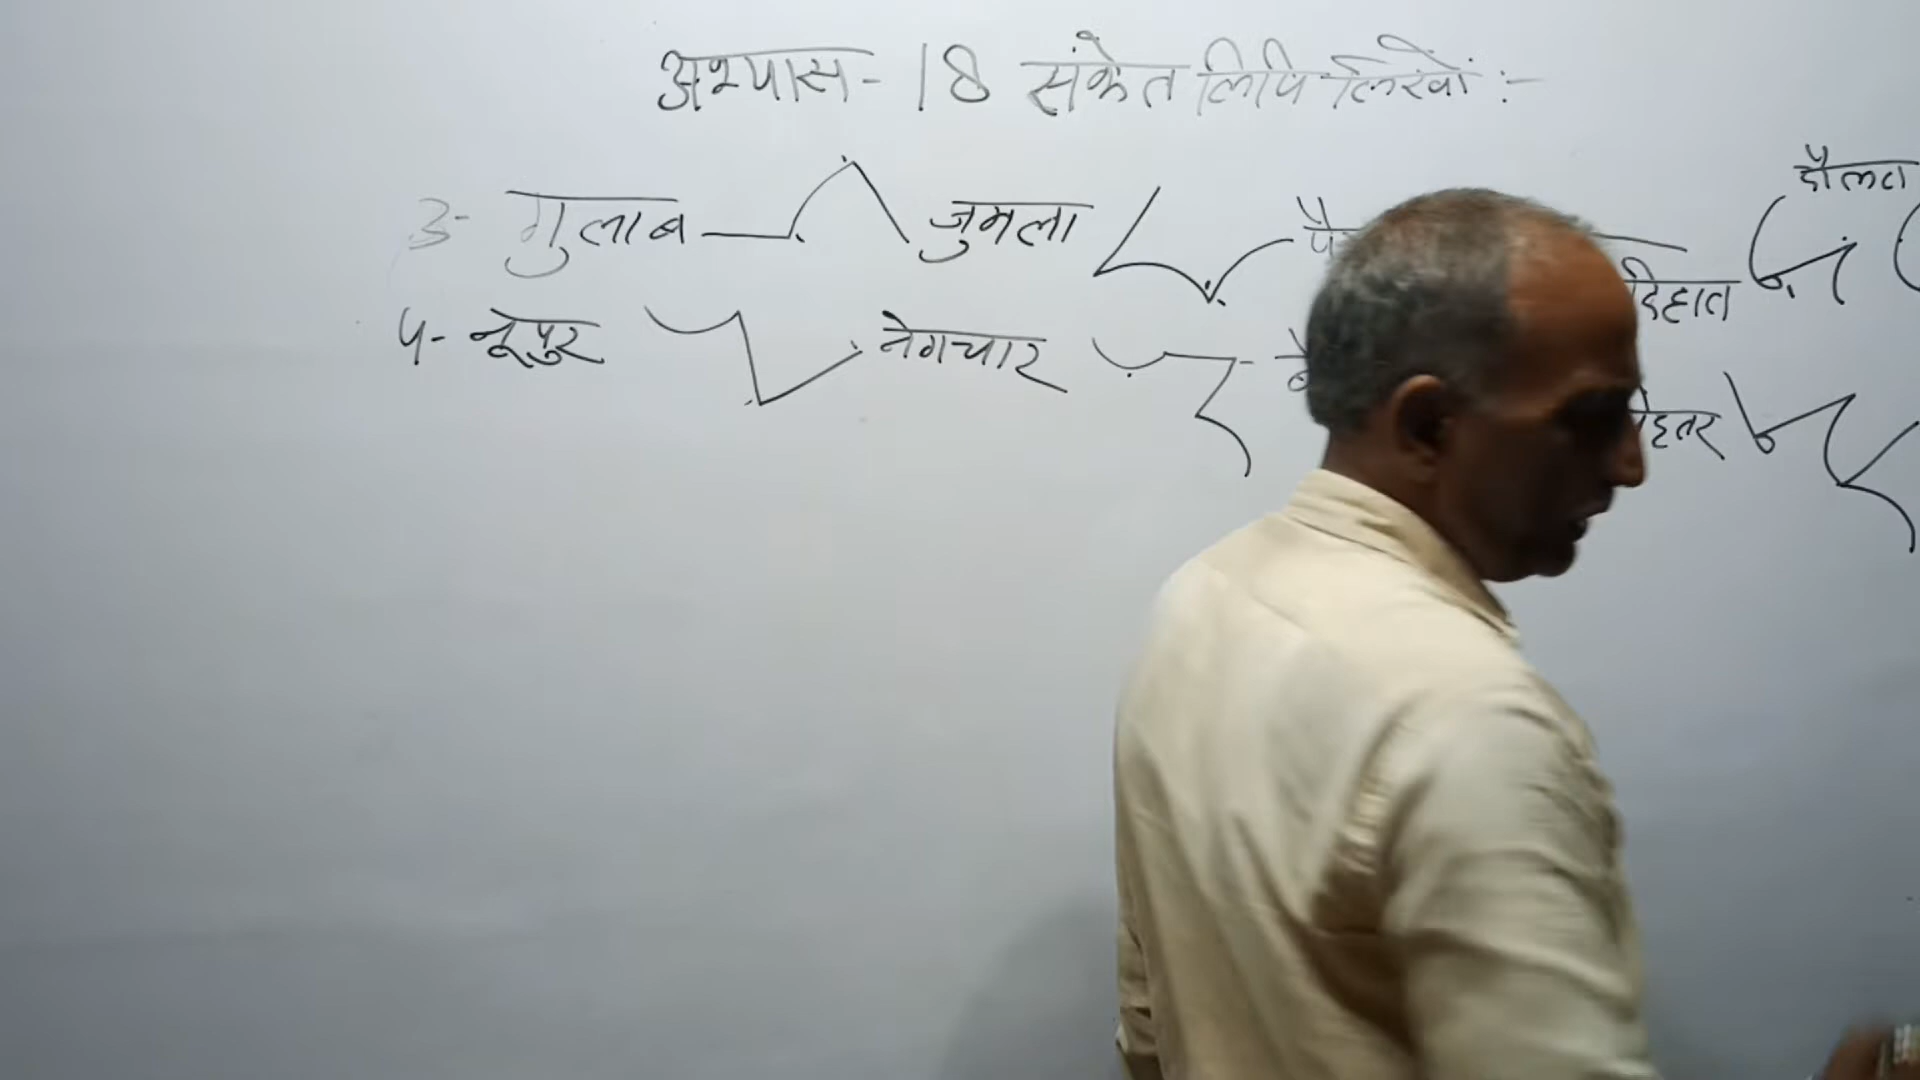 अभ्यास - 18 संकेत लिपि लिखों :-
दौलत
3- गुलाब जुमला
दिहात
4- नूपुर नेगचार